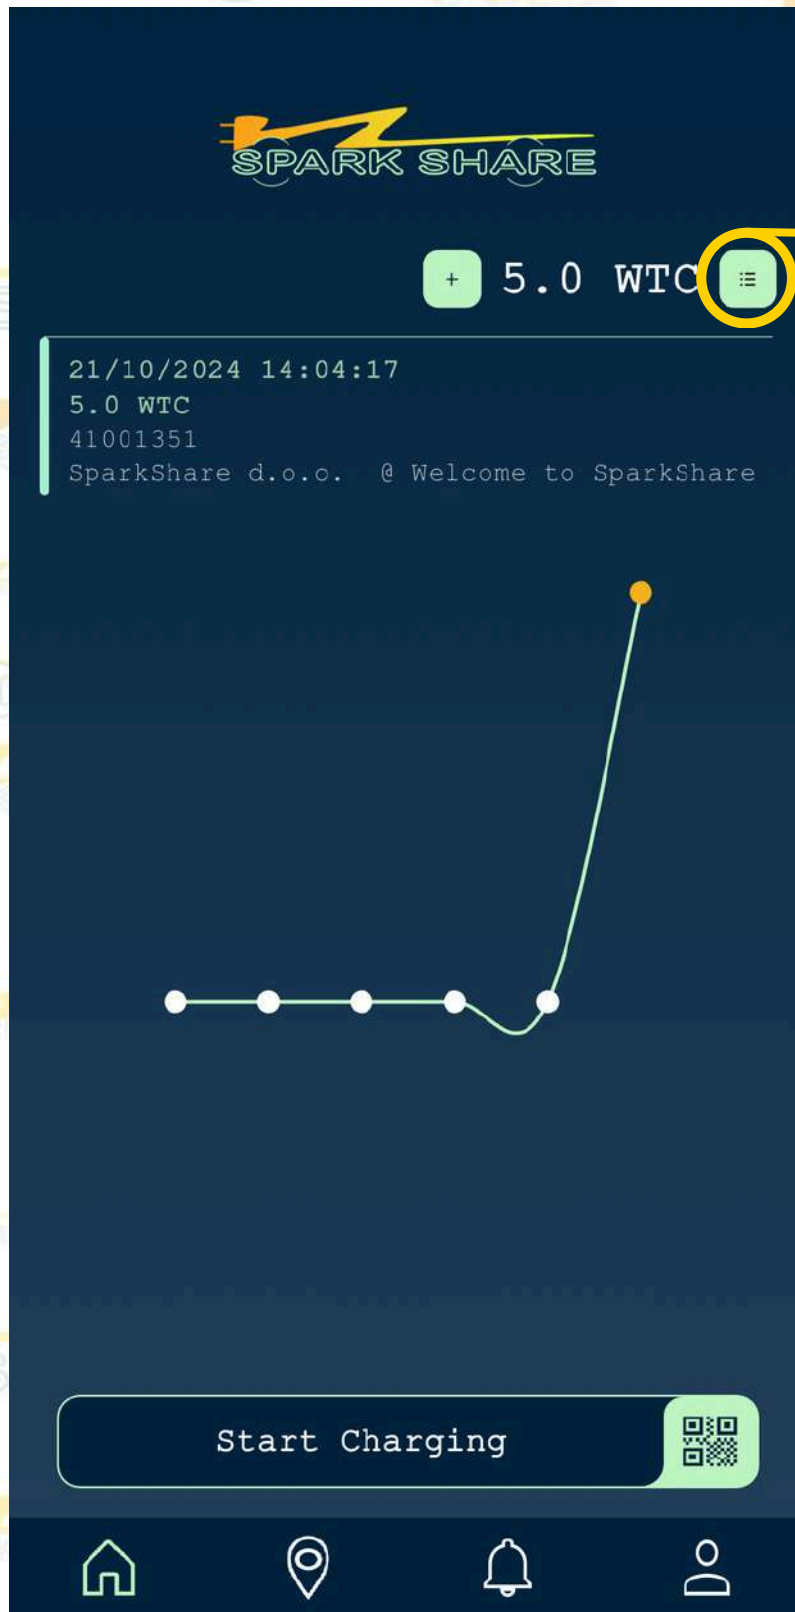 SPARK SHARE
+ 5.0 WTC
21/10/2024 14:04:17
5.0 WTC
41001351
SparkShare d.o.o. @ Welcome to SparkShare
Start Charging